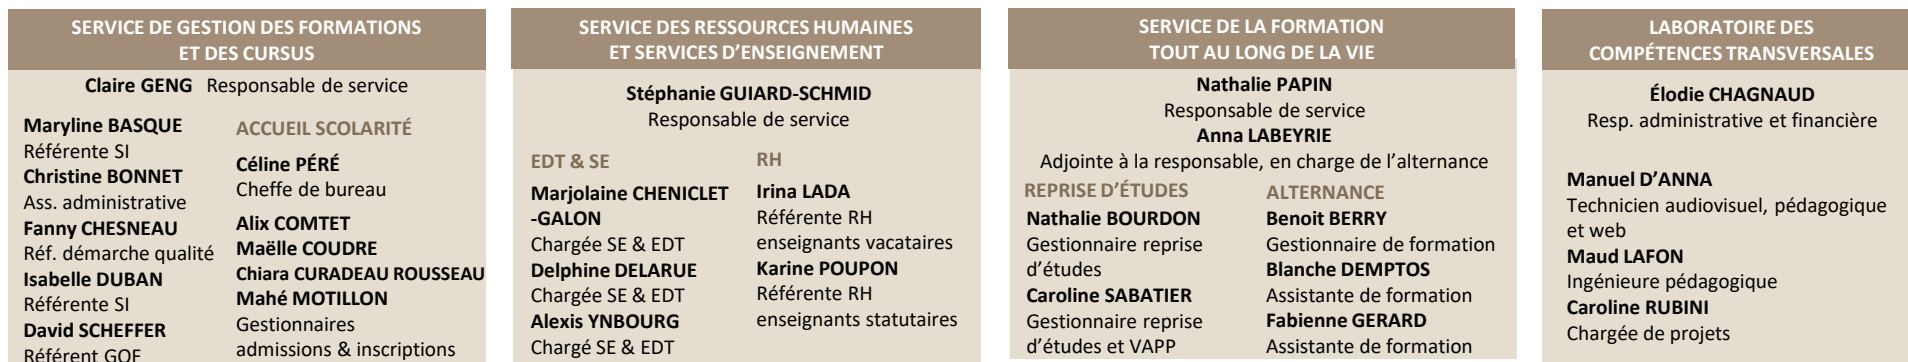 SERVICE DE GESTION DES FORMATIONS
ET DES CURSUS
Claire GENG Responsable de service
Maryline BASQUE
Référente SI
Christine BONNET
Ass. administrative
Fanny CHESNEAU
Réf. démarche qualité
Isabelle DUBAN
Référente SI
David SCHEFFER
Référent GOF
ACCUEIL SCOLARITÉ
Céline PÉRÉ
Cheffe de bureau
Alix COMTET
Maëlle COUDRE
Chiara CURADEAU ROUSSEAU
Mahé MOTILLON
Gestionnaires
admissions & inscriptions
SERVICE DES RESSOURCES HUMAINES
ET SERVICES D’ENSEIGNEMENT
Stéphanie GUIARD-SCHMID
Responsable de service
EDT & SE
Marjolaine CHENICLET
-GALON
Chargée SE & EDT
Delphine DELARUE
Chargée SE & EDT
Alexis YNBOURG
Chargé SE & EDT
RH
Irina LADA
Référente RH
enseignants vacataires
Karine POUPON
Référente RH
enseignants statutaires
SERVICE DE LA FORMATION
TOUT AU LONG DE LA VIE
Nathalie PAPIN
Responsable de service
Anna LABEYRIE
Adjointe à la responsable, en charge de l’alternance
REPRISE D’ÉTUDES
Nathalie BOURDON
Gestionnaire reprise
d’études
Caroline SABATIER
Gestionnaire reprise
d’études et VAPP
ALTERNANCE
Benoit BERRY
Gestionnaire de formation
Blanche DEMPTOS
Assistante de formation
Fabienne GERARD
Assistante de formation
LABORATOIRE DES
COMPÉTENCES TRANSVERSALES
Élodie CHAGNAUD
Resp. administrative et financière
Manuel D’ANNA
Technicien audiovisuel, pédagogique
et web
Maud LAFON
Ingénieure pédagogique
Caroline RUBINI
Chargée de projets